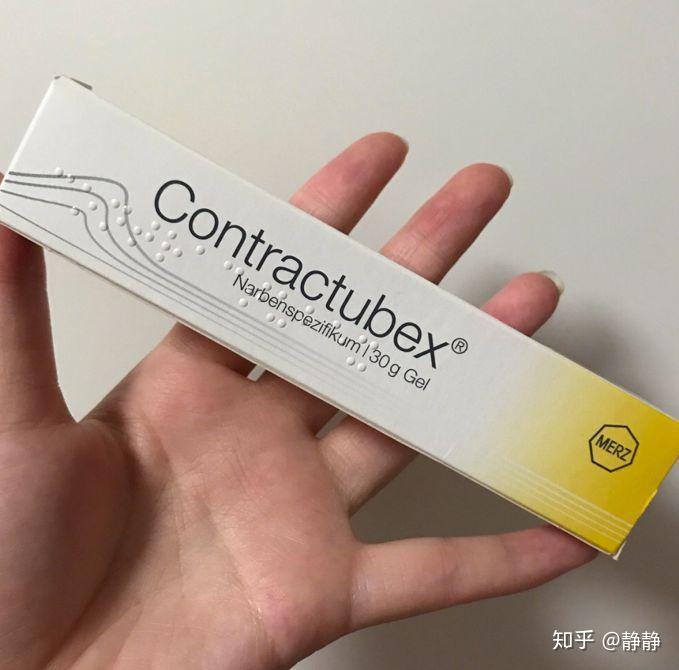 Contractubex®
Narbenspezifikum | 30 g Gel
MERZ
知乎 @静静